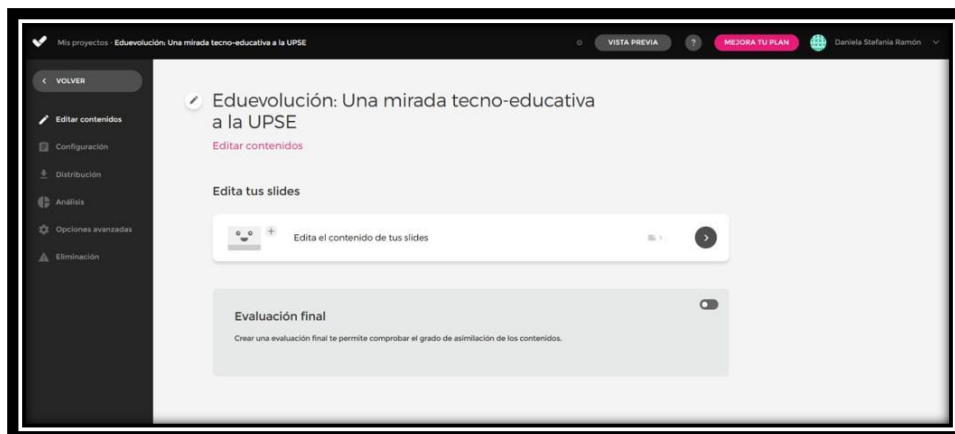 Mis proyectos · Eduevolución: Una mirada tecno-educativa a la UPSE
VISTA PREVIA
?
MEJORA TU PLAN
Daniela Stefania Ramón
VOLVER
Editar contenidos
Configuración
Distribución
Análisis
Opciones avanzadas
Eliminación
Eduevolución: Una mirada tecno-educativa
a la UPSE
Editar contenidos
Edita tus slides
Edita el contenido de tus slides
Evaluación final
Crear una evaluación final te permite comprobar el grado de asimilación de los contenidos.